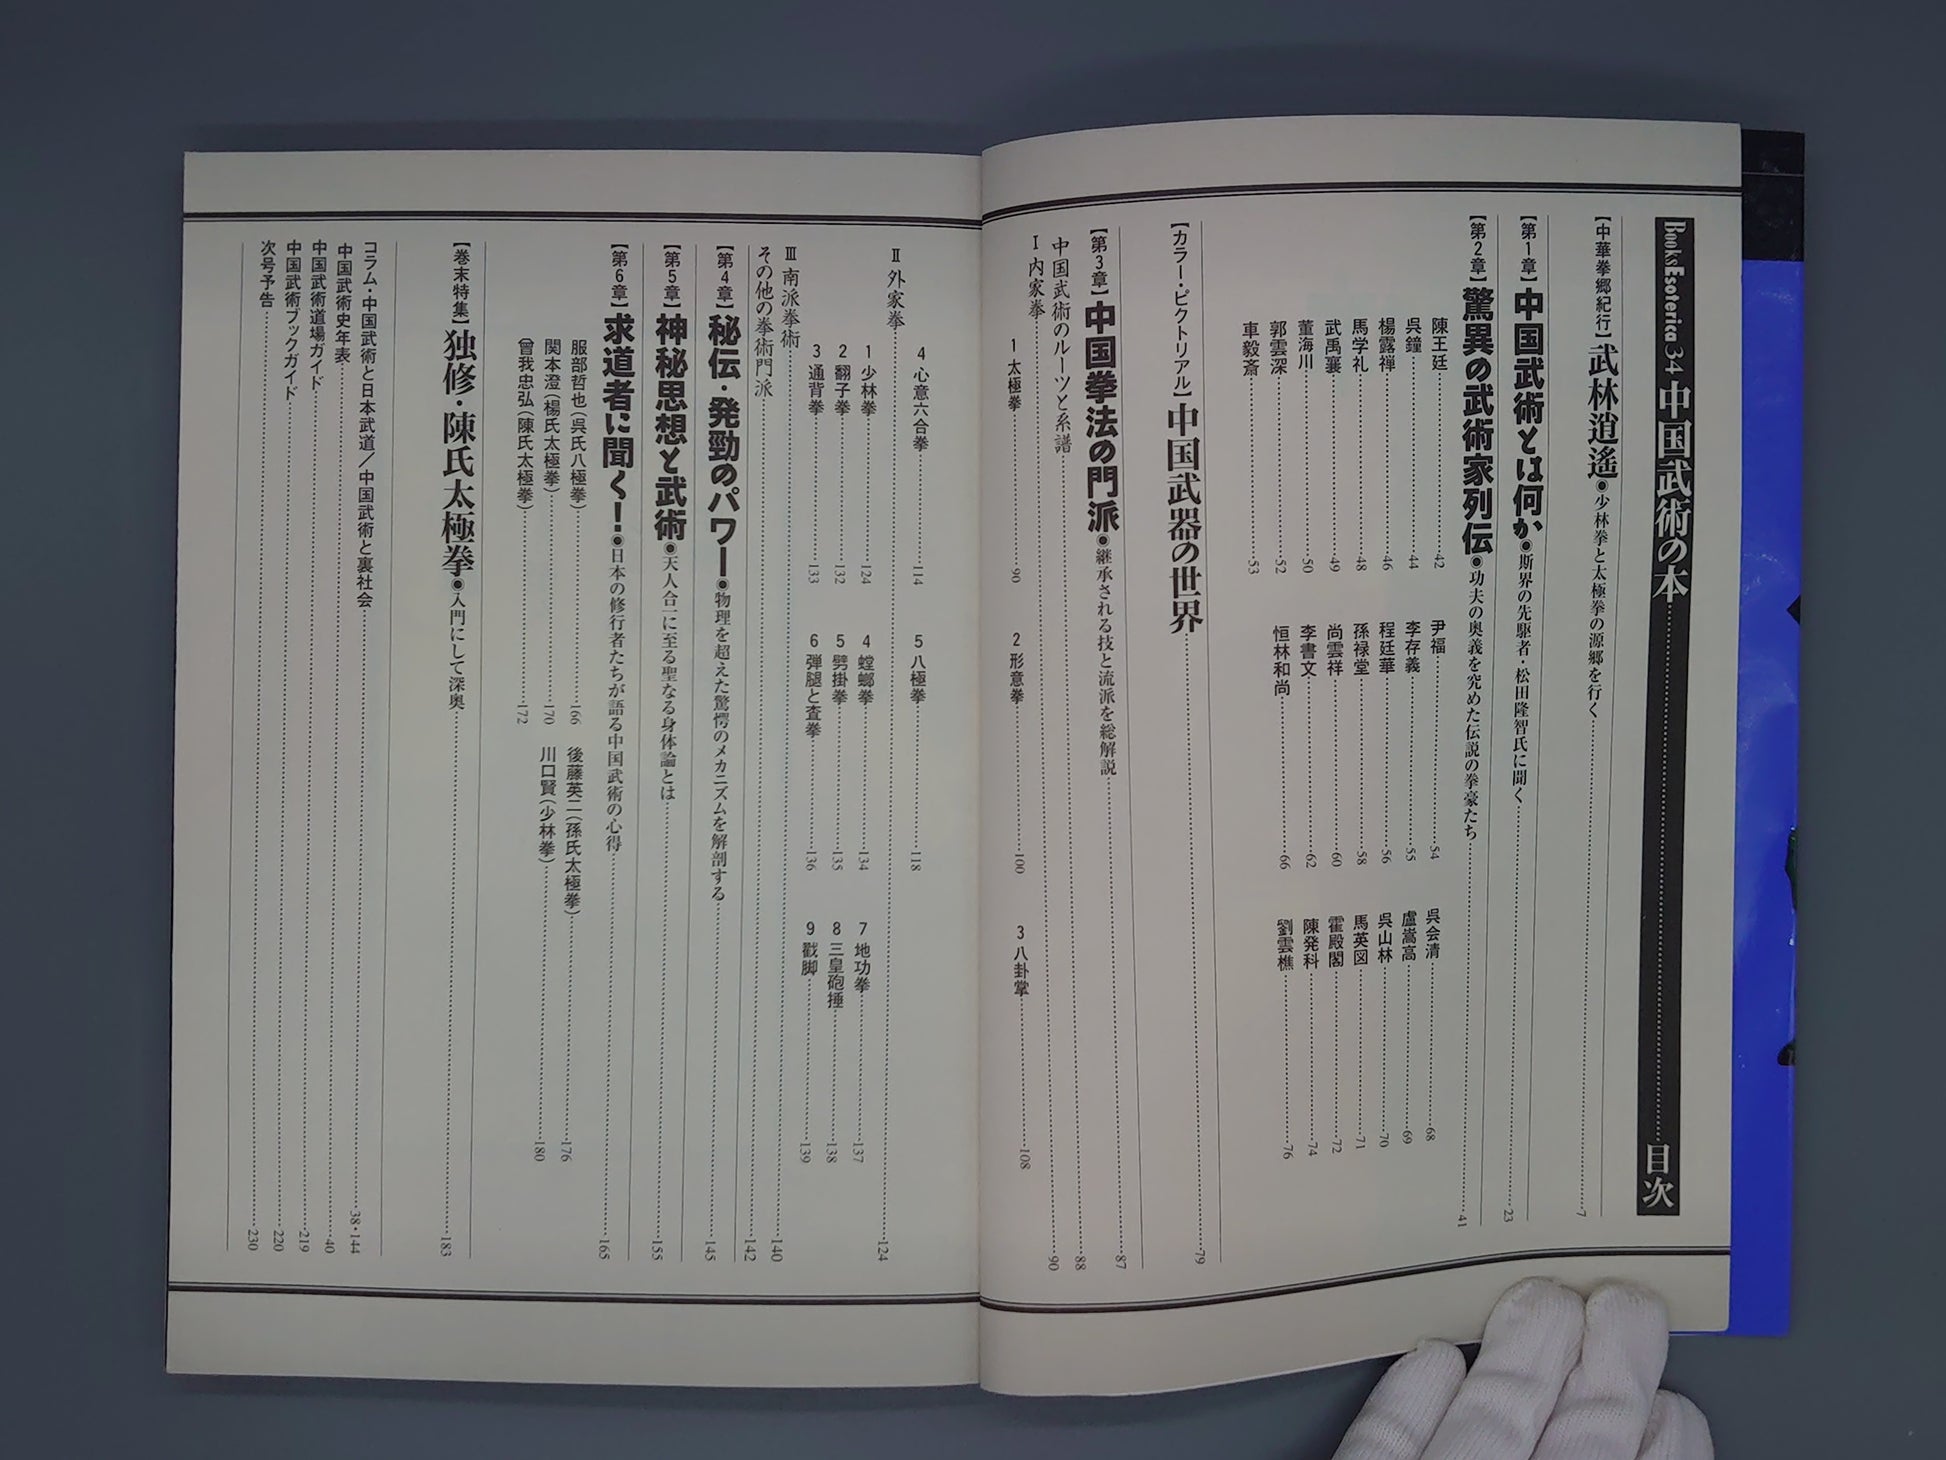 Books Esoterica 34 中国武術の本……目次
【中華拳郷紀行】武林逍遙●少林拳と太極拳の源郷を行く……7
【第1章】中国武術とは何か●斯界の先駆者・松田隆智氏に聞く……23
【第2章】驚異の武術家列伝●功夫の奥義を究めた伝説の拳豪たち……41
陳王廷……42
呉鐘……44
楊露禅……46
馬学礼……48
武禹襄……49
董海川……50
郭雲深……52
車毅斎……53
尹福……54
李存義……55
程廷華……56
孫禄堂……58
尚雲祥……60
李書文……62
恒林和尚……66
呉会清……68
盧嵩高……69
呉山林……70
馬英図……71
霍殿閣……72
陳発科……74
劉雲樵……76
【カラー・ピクトリアル】中国武器の世界……79
【第3章】中国拳法の門派●継承される技と流派を総解説……87
中国武術のルーツと系譜……88
Ⅰ 内家拳……90
1 太極拳……90
2 形意拳……100
3 八卦掌……108
4 心意六合拳……114
5 八極拳……118
Ⅱ 外家拳……124
1 少林拳……124
2 翻子拳……132
3 通背拳……133
4 螳螂拳……134
5 劈掛拳……135
6 弾腿と査拳……136
7 地功拳……137
8 三皇砲捶……138
9 戳脚……139
Ⅲ 南派拳術……140
その他の拳術門派……142
【第4章】秘伝・発勁のパワー●物理を超えた驚愕のメカニズムを解剖する……145
【第5章】神秘思想と武術●天人合一に至る聖なる身体論とは……155
【第6章】求道者に聞く!●日本の修行者たちが語る中国武術の心得……165
服部哲也(呉氏八極拳)……166
関本澄(楊氏太極拳)……170
曾我忠弘(陳氏太極拳)……172
後藤英二(孫氏太極拳)……176
川口賢(少林拳)……180
【巻末特集】独修・陳氏太極拳●入門にして深奥……183
コラム・中国武術と日本武道/中国武術と裏社会……38・144
中国武術史年表……40
中国武術道場ガイド……219
中国武術ブックガイド……220
次号予告……230